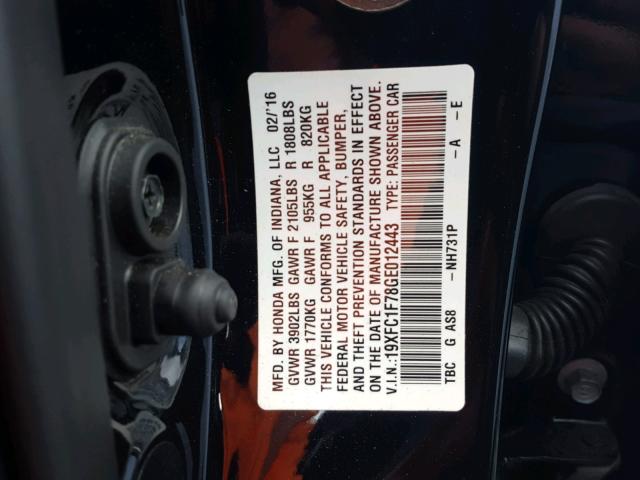 MFD. BY HONDA MFG. OF INDIANA, LLC 02/'16
GVWR 3902LBS GAWR F 2105LBS R 1808LBS
GVWR 1770KG GAWR F 955KG R 820KG
THIS VEHICLE CONFORMS TO ALL APPLICABLE
FEDERAL MOTOR VEHICLE SAFETY, BUMPER,
AND THEFT PREVENTION STANDARDS IN EFFECT
ON THE DATE OF MANUFACTURE SHOWN ABOVE.
V.I.N.:19XFC1F78GE012443 TYPE: PASSENGER CAR
TBC G AS8 -NH731P -A -E